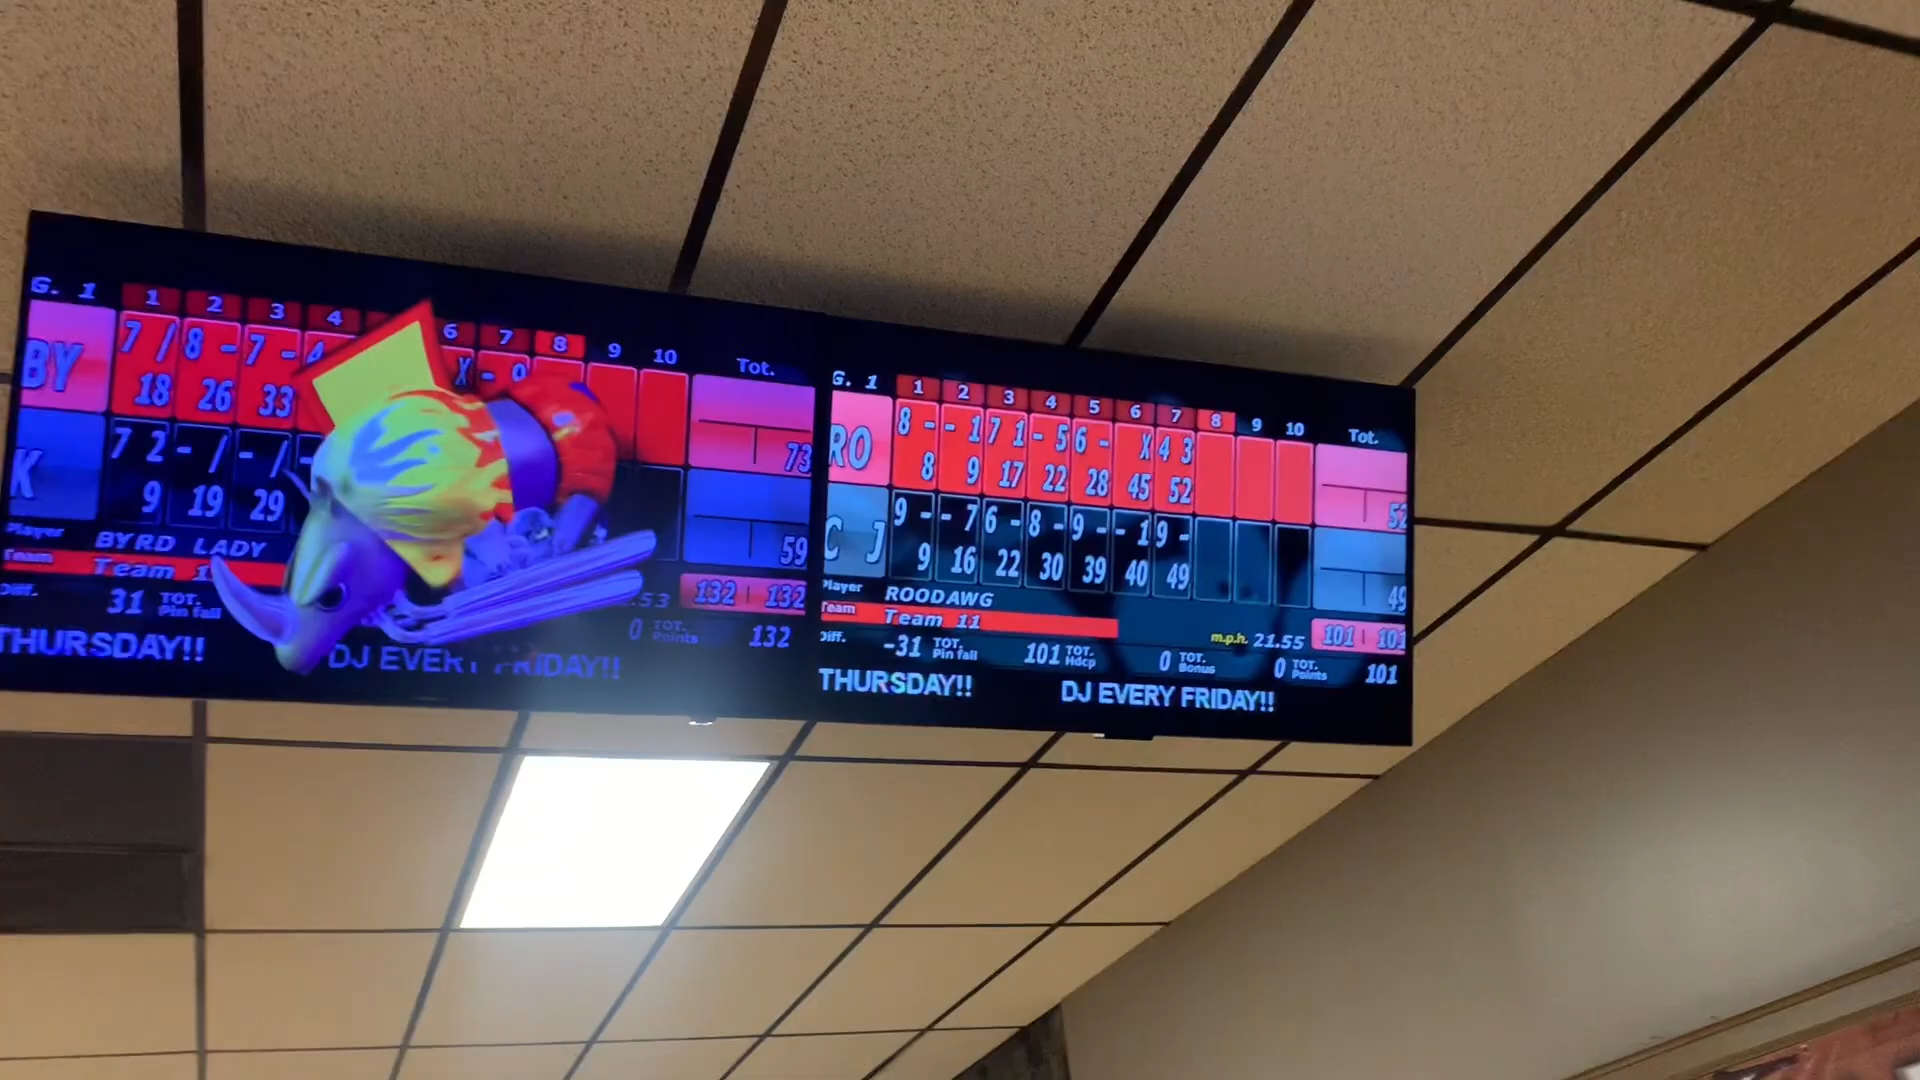 G. 1 1 2 3 4 6 7 8 9 10 Tot.
BY 7 / 8 - 7 - X - 9
18 26 33 73
K 7 2 - / - /
9 19 29 59
Player BYRD LADY
Team Team
Diff. 31 TOT. Pin fall .53 132 132
0 TOT. Points 132
THURSDAY!! DJ EVERY FRIDAY!!
G. 1 1 2 3 4 5 6 7 8 9 10 Tot.
RO 8 - - 1 7 1 - 5 6 - X 4 3
8 9 17 22 28 45 52 52
C J 9 - - 7 6 - 8 - 9 - - 1 9 -
9 16 22 30 39 40 49 49
Player ROODAWG
Team Team 11
m.p.h. 21.55 101 101
Diff. -31 TOT. Pin fall 101 TOT. Hdcp 0 TOT. Bonus 0 TOT. Points 101
THURSDAY!! DJ EVERY FRIDAY!!